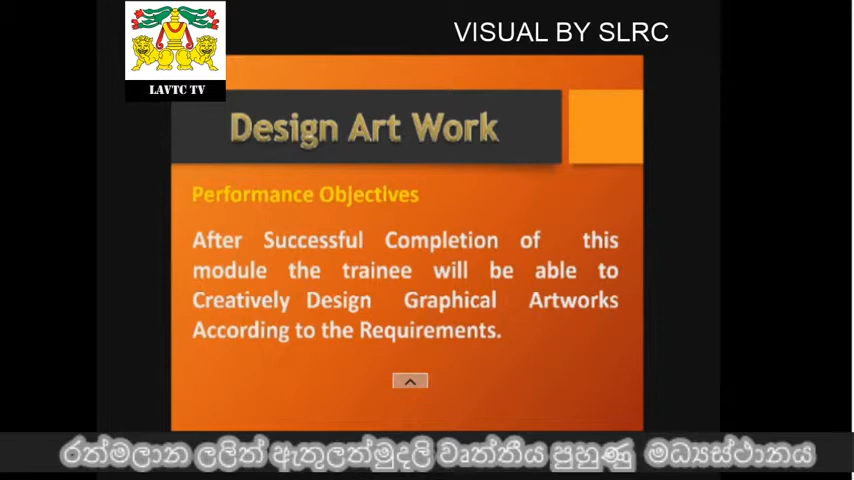 VISUAL BY SLRC
LAVTC TV
Design Art Work
Performance Objectives
After Successful Completion of this
module the trainee will be able to
Creatively Design Graphical Artworks
According to the Requirements.
රත්මලාන ලලිත් ඇතුලත්මුදලි වෘත්තීය පුහුණු මධ්‍යස්ථානය